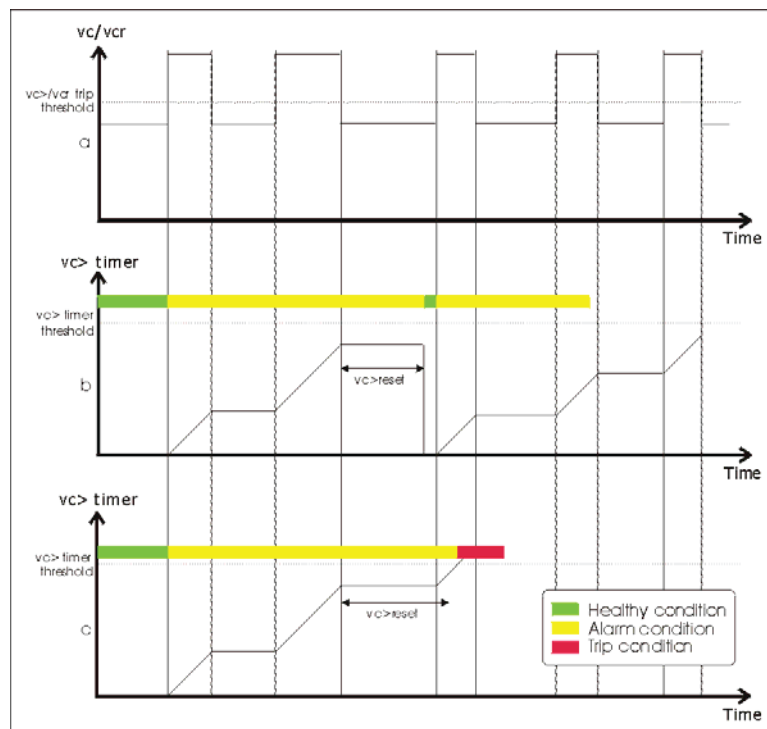 vc/vcr
vc>/vcr trip
threshold
a
Time
vc> timer
vc> timer
threshold
vc>reset
b
Time
vc> timer
vc> timer
threshold
vc>reset
c
Healthy condition
Alarm condition
Trip condition
Time